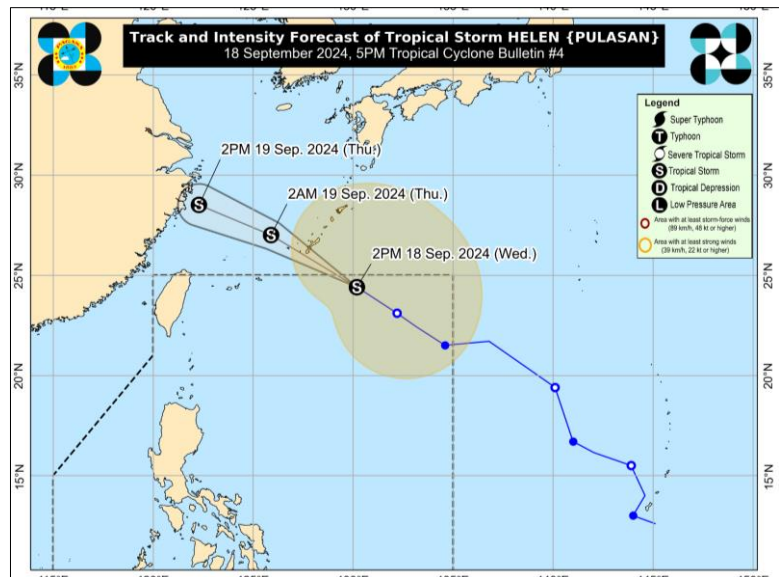 Track and Intensity Forecast of Tropical Storm HELEN {PULASAN}
18 September 2024, 5PM Tropical Cyclone Bulletin #4
Legend
Super Typhoon
T Typhoon
Severe Tropical Storm
S Tropical Storm
D Tropical Depression
L Low Pressure Area
Area with at least storm-force winds
(89 km/h, 48 kt or higher)
Area with at least strong winds
(39 km/h, 22 kt or higher)
35°N
35°N
30°N
30°N
25°N
25°N
20°N
20°N
15°N
15°N
2PM 19 Sep. 2024 (Thu.)
S
2AM 19 Sep. 2024 (Thu.)
S
2PM 18 Sep. 2024 (Wed.)
S